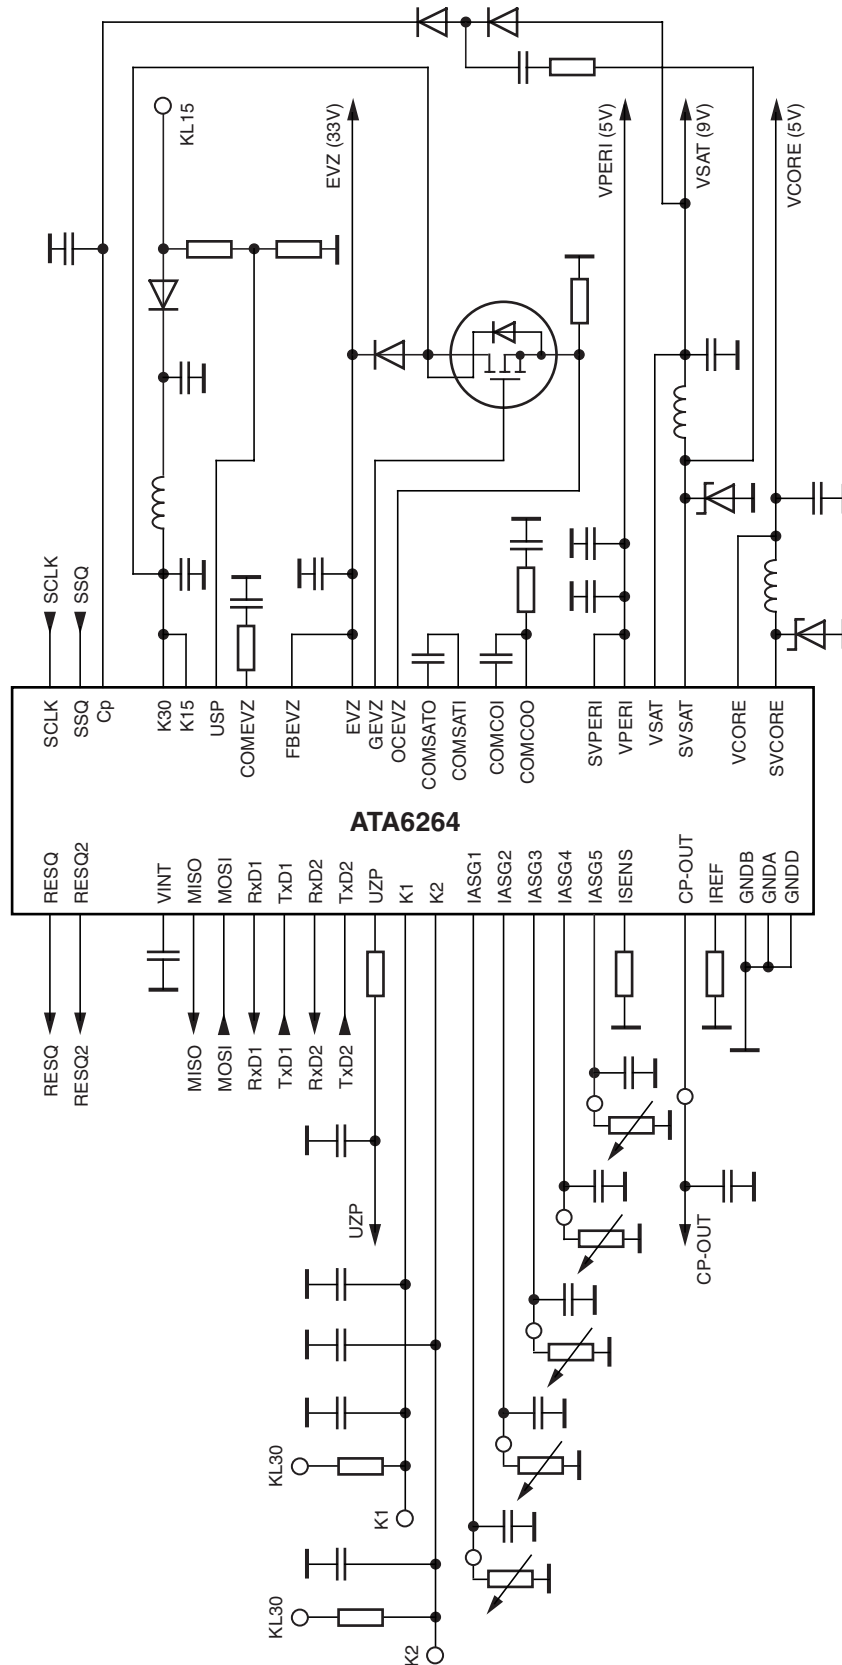 KL15
EVZ (33V)
VPERI (5V)
VSAT (9V)
VCORE (5V)
SCLK
SSQ
SCLK
SSQ
Cp
K30
K15
USP
COMEVZ
FBEVZ
EVZ
GEVZ
OCEVZ
COMSATO
COMSATI
COMCOI
COMCOO
SVPERI
VPERI
VSAT
SVSAT
VCORE
SVCORE
ATA6264
RESQ
RESQ2
VINT
MISO
MOSI
RxD1
TxD1
RxD2
TxD2
UZP
K1
K2
IASG1
IASG2
IASG3
IASG4
IASG5
ISENS
CP-OUT
IREF
GNDB
GNDA
GNDD
RESQ
RESQ2
MISO
MOSI
RxD1
TxD1
RxD2
TxD2
UZP
CP-OUT
KL30
K1
KL30
K2